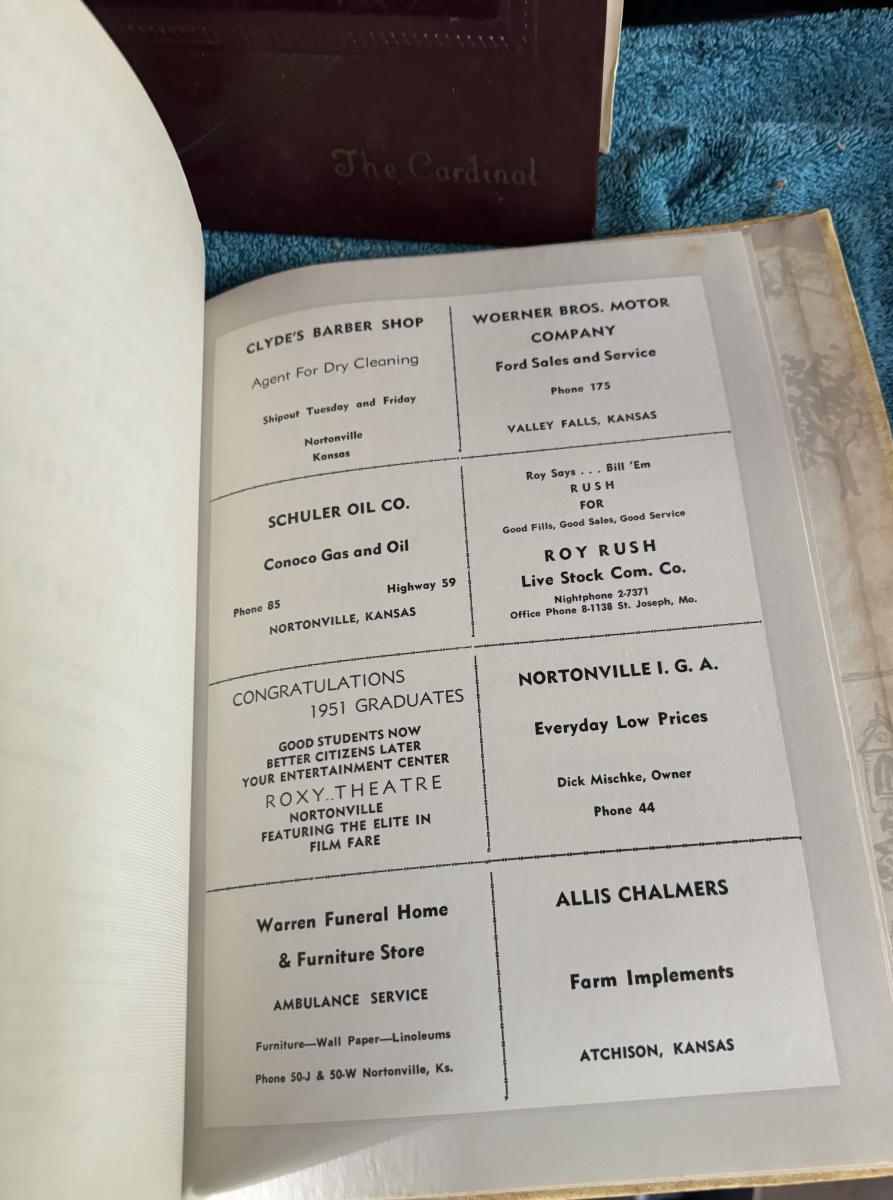 The Cardinal
CLYDE'S BARBER SHOP
Agent For Dry Cleaning
Shipout Tuesday and Friday
Nortonville
Kansas
WOERNER BROS. MOTOR
COMPANY
Ford Sales and Service
Phone 175
VALLEY FALLS, KANSAS
SCHULER OIL CO.
Conoco Gas and Oil
Phone 85 Highway 59
NORTONVILLE, KANSAS
Roy Says . . . Bill 'Em
RUSH
FOR
Good Fills, Good Sales, Good Service
ROY RUSH
Live Stock Com. Co.
Nightphone 2-7371
Office Phone 8-1138 St. Joseph, Mo.
CONGRATULATIONS
1951 GRADUATES
GOOD STUDENTS NOW
BETTER CITIZENS LATER
YOUR ENTERTAINMENT CENTER
ROXY..THEATRE
NORTONVILLE
FEATURING THE ELITE IN
FILM FARE
NORTONVILLE I. G. A.
Everyday Low Prices
Dick Mischke, Owner
Phone 44
Warren Funeral Home
& Furniture Store
AMBULANCE SERVICE
Furniture—Wall Paper—Linoleums
Phone 50-J & 50-W Nortonville, Ks.
ALLIS CHALMERS
Farm Implements
ATCHISON, KANSAS